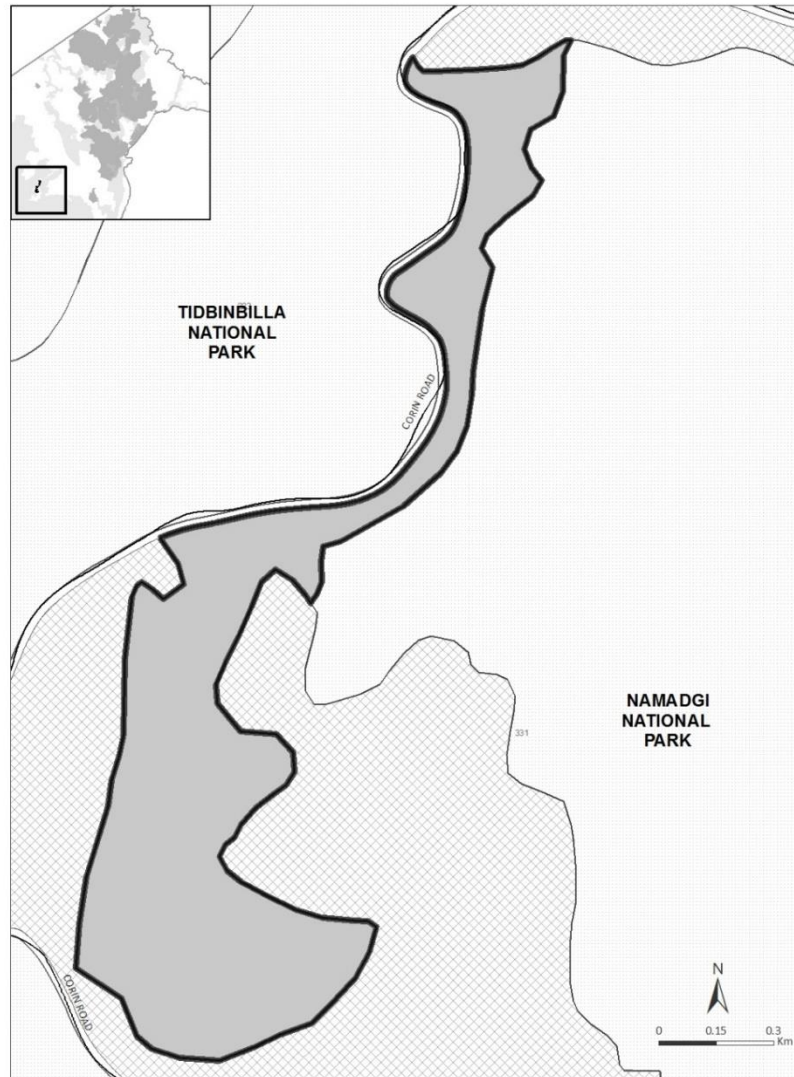 TIDBINBILLA
NATIONAL
PARK
CORIN ROAD
NAMADGI
NATIONAL
PARK
331
CORIN ROAD
N
0 0.15 0.3
Km